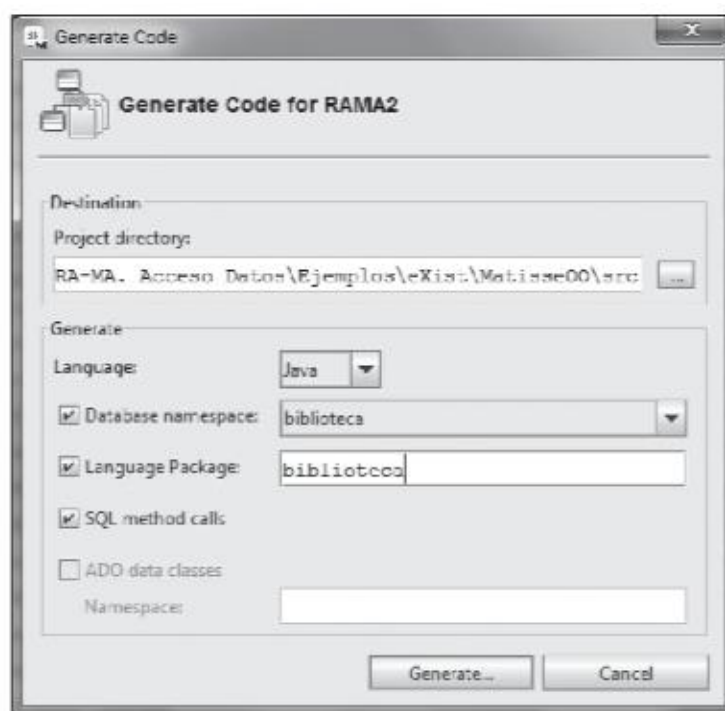 Generate Code
Generate Code for RAMA2
Destination
Project directory:
RA-MA. Acceso Datos\Ejemplos\eXist\MatisseOO\src
...
Generate
Language:
Java
Database namespace:
biblioteca
Language Package:
biblioteca
SQL method calls
ADO data classes
Namespace:
Generate...
Cancel